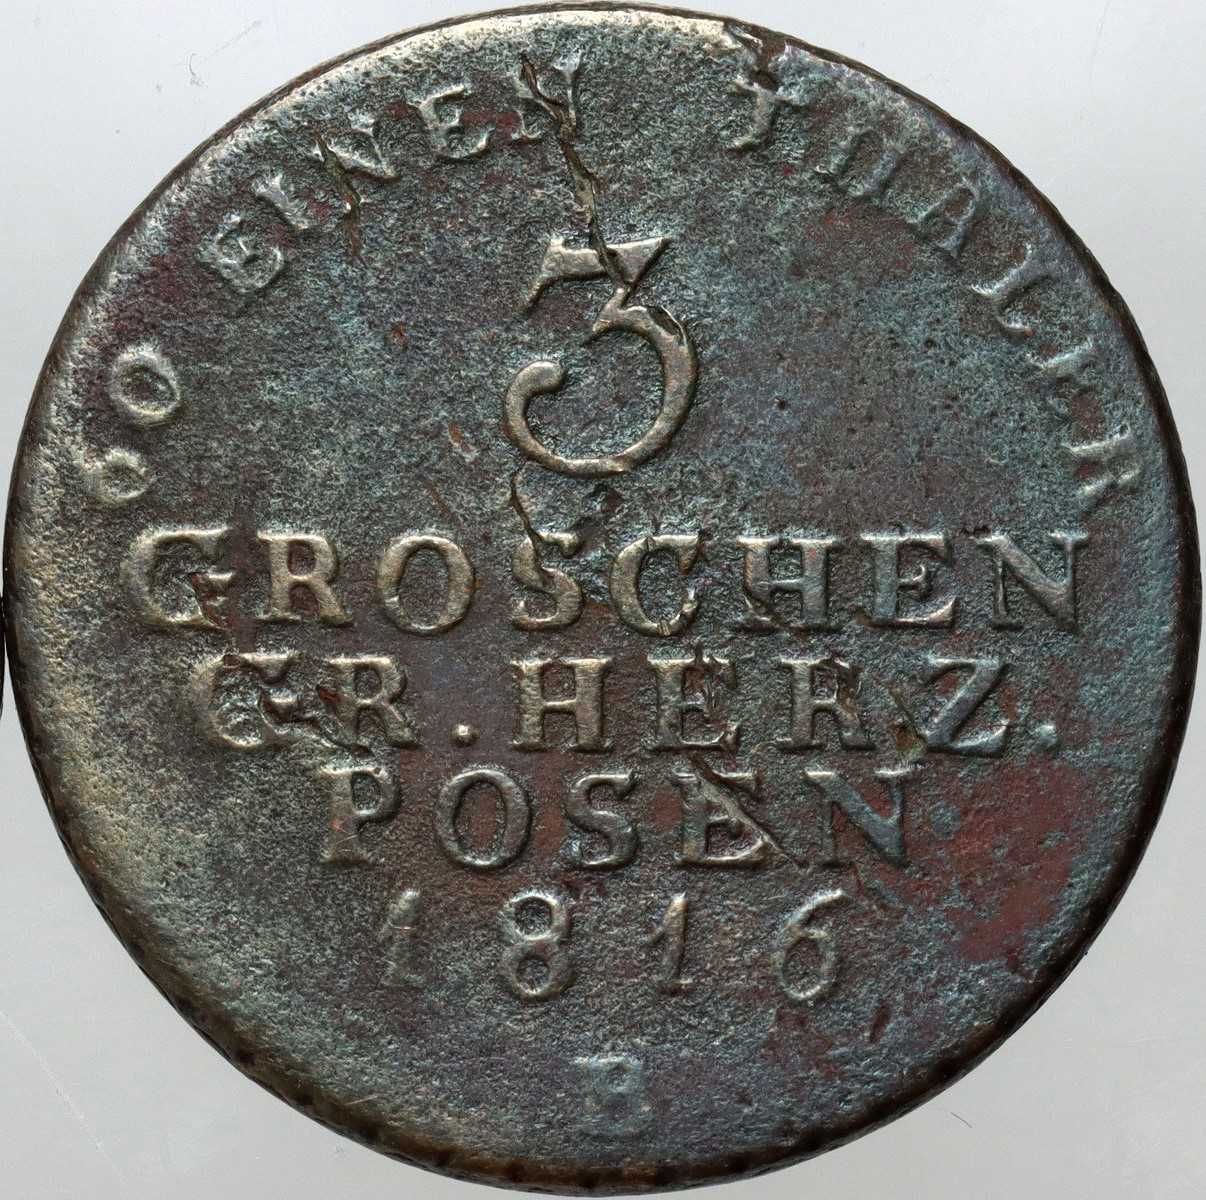 60 EINEN THALER
3
GROSCHEN
GR. HERZ.
POSEN
1816
B